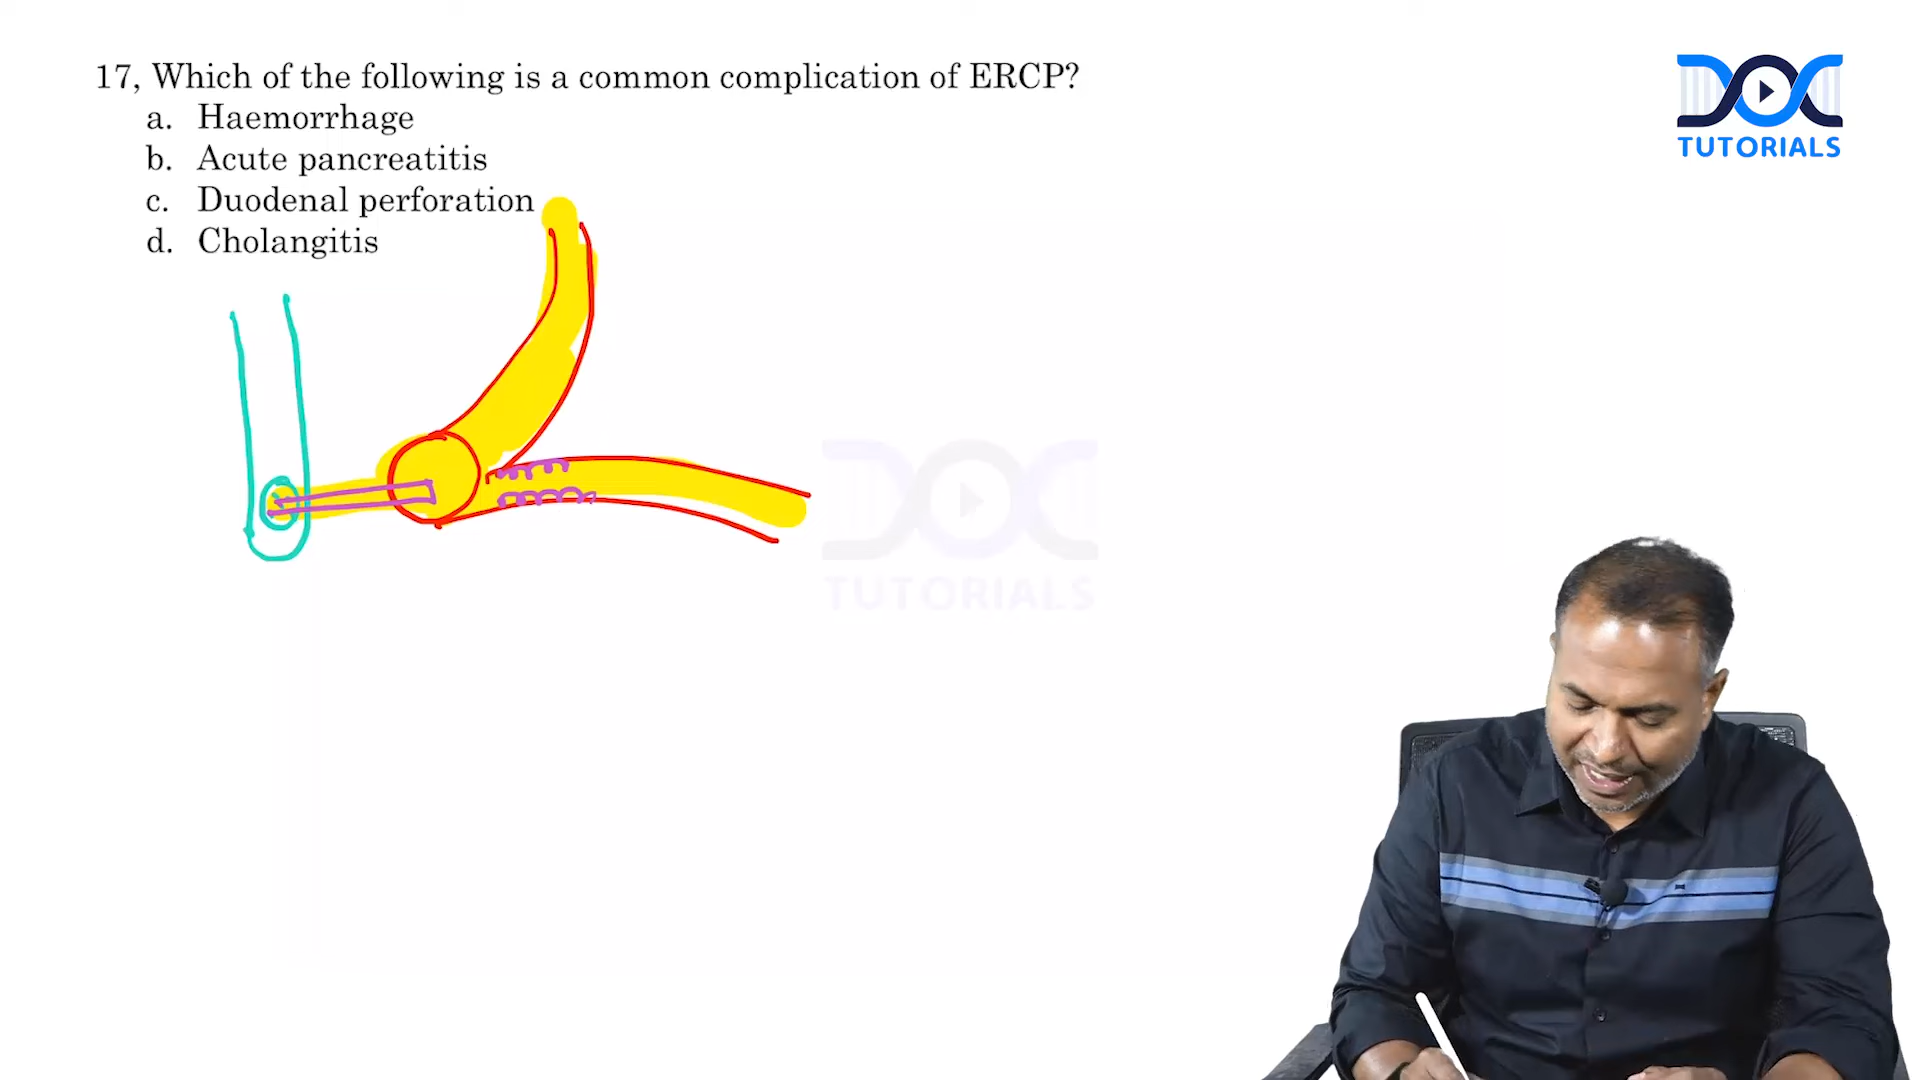 17, Which of the following is a common complication of ERCP?
a. Haemorrhage
b. Acute pancreatitis
c. Duodenal perforation
d. Cholangitis
DOC
TUTORIALS
DOC
TUTORIALS